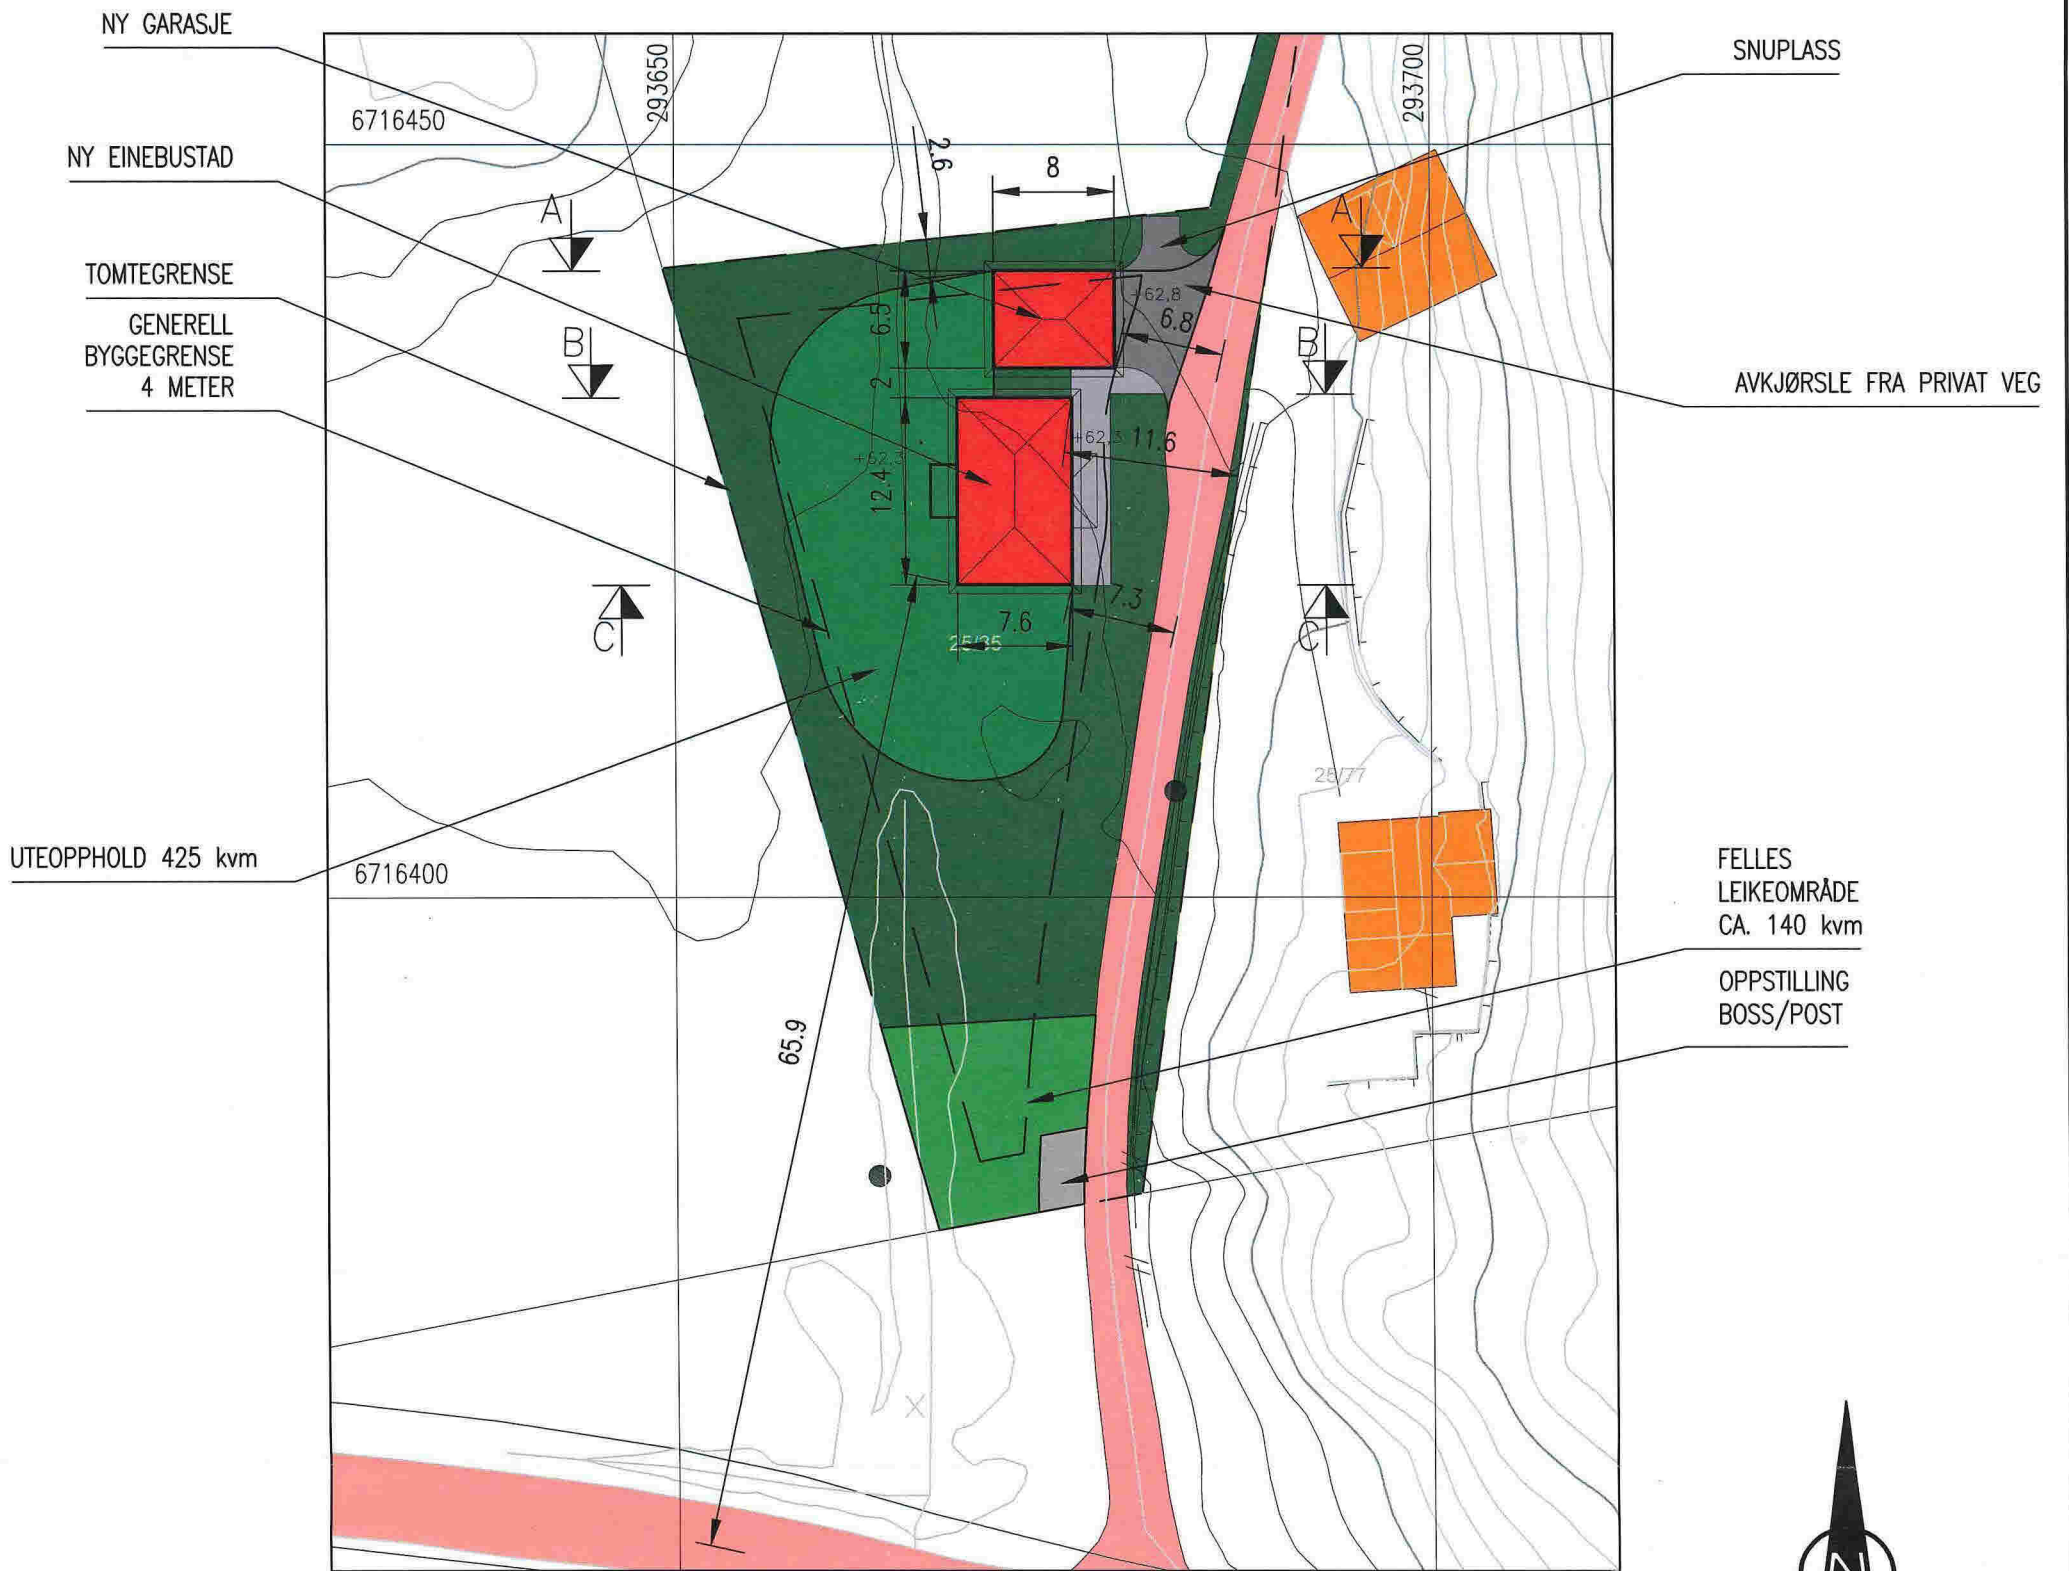 NY GARASJE
SNUPLASS
293650
293700
6716450
NY EINEBUSTAD
2.6
8
A
A
TOMTEGRENSE
GENERELL
BYGGEGRENSE
4 METER
+62,8
6.5
6.8
B
B
2
AVKJØRSLE FRA PRIVAT VEG
+62,3
+62,3
11.6
12.4
7.3
7.6
25/35
C
C
25/77
UTEOPPHOLD 425 kvm
6716400
FELLES
LEIKEOMRÅDE
CA. 140 kvm
OPPSTILLING
BOSS/POST
65.9
N